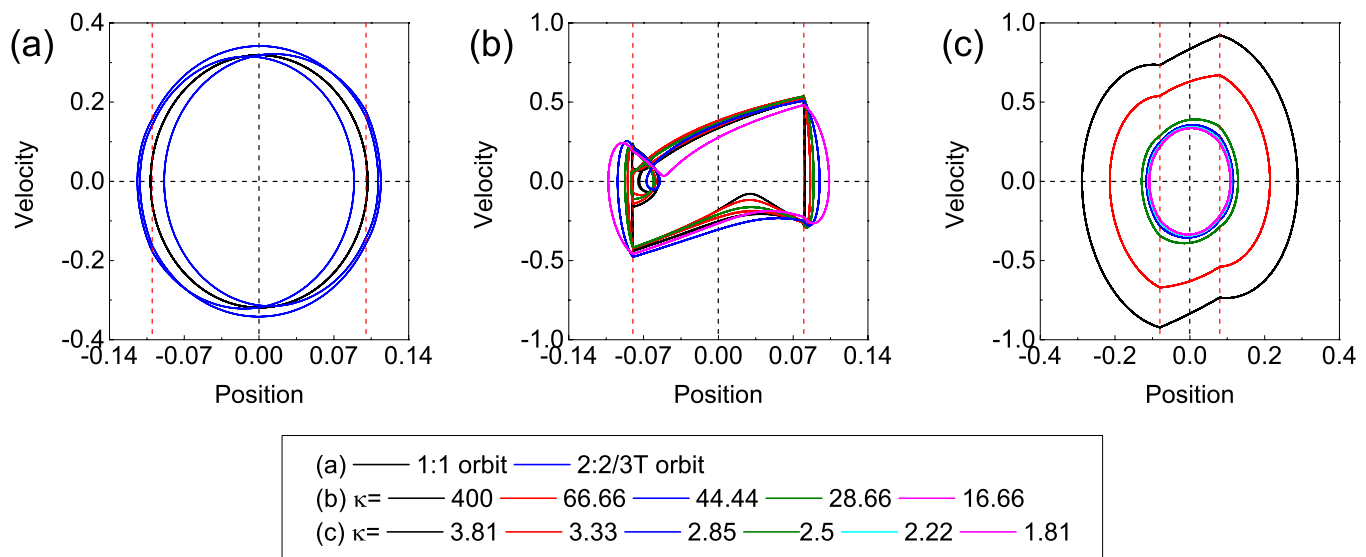 (a)
0.4
0.2
0.0
-0.2
-0.4
-0.14
-0.07
0.00
0.07
0.14
Velocity
Position
(b)
1.0
0.5
0.0
-0.5
-1.0
-0.14
-0.07
0.00
0.07
0.14
Velocity
Position
(c)
1.0
0.5
0.0
-0.5
-1.0
-0.4
-0.2
0.0
0.2
0.4
Velocity
Position
(a) 1:1 orbit 2:2/3T orbit
(b) κ= 400 66.66 44.44 28.66 16.66
(c) κ= 3.81 3.33 2.85 2.5 2.22 1.81